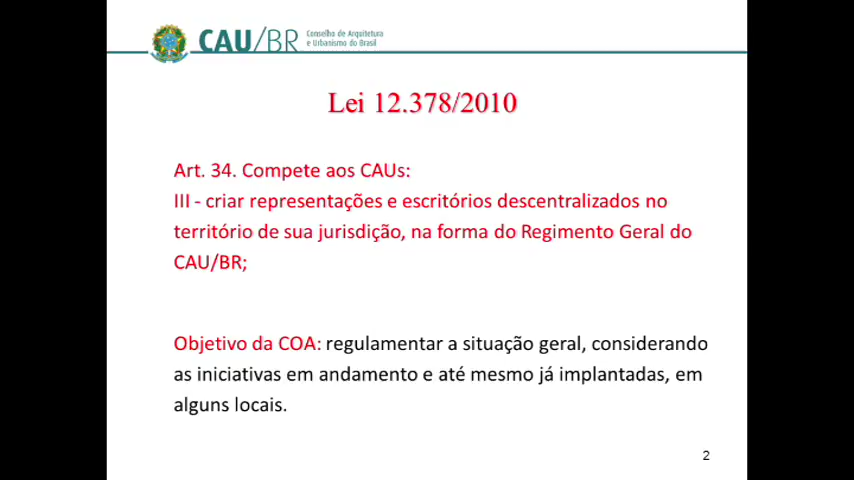 CAU/BR Conselho de Arquitetura
e Urbanismo do Brasil
Lei 12.378/2010
Art. 34. Compete aos CAUs:
III - criar representações e escritórios descentralizados no
território de sua jurisdição, na forma do Regimento Geral do
CAU/BR;
Objetivo da COA: regulamentar a situação geral, considerando
as iniciativas em andamento e até mesmo já implantadas, em
alguns locais.
2